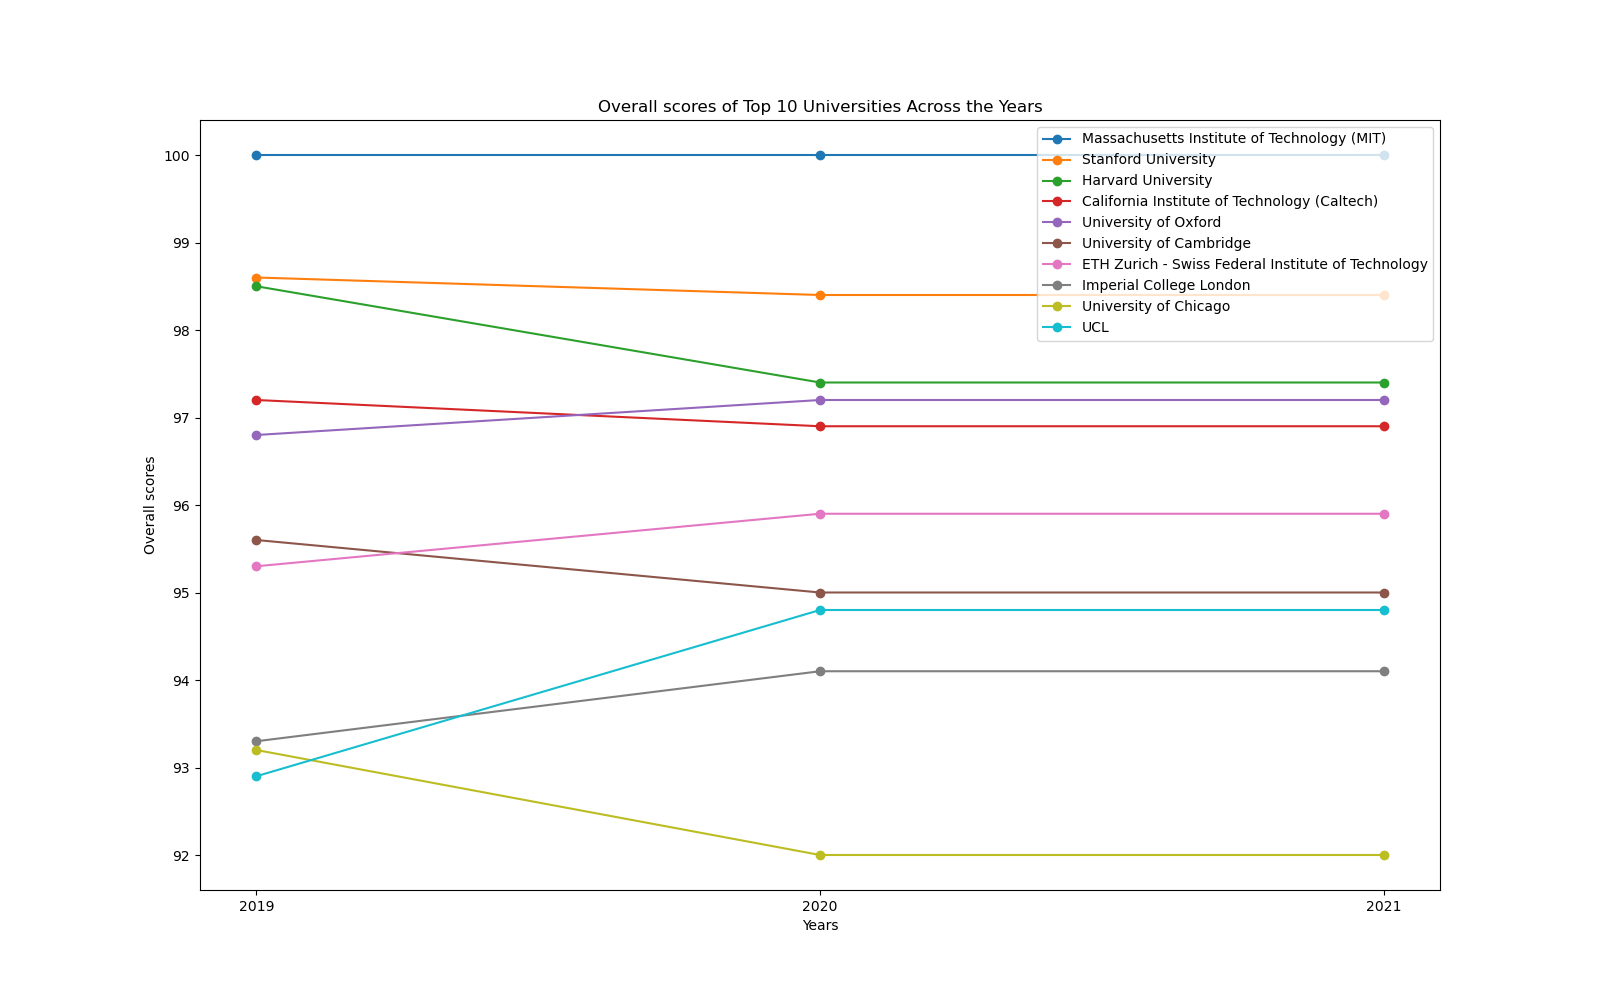 Overall scores of Top 10 Universities Across the Years
Massachusetts Institute of Technology (MIT)
Stanford University
Harvard University
California Institute of Technology (Caltech)
University of Oxford
University of Cambridge
ETH Zurich - Swiss Federal Institute of Technology
Imperial College London
University of Chicago
UCL
100
99
98
97
96
95
94
93
92
Overall scores
2019
2020
2021
Years